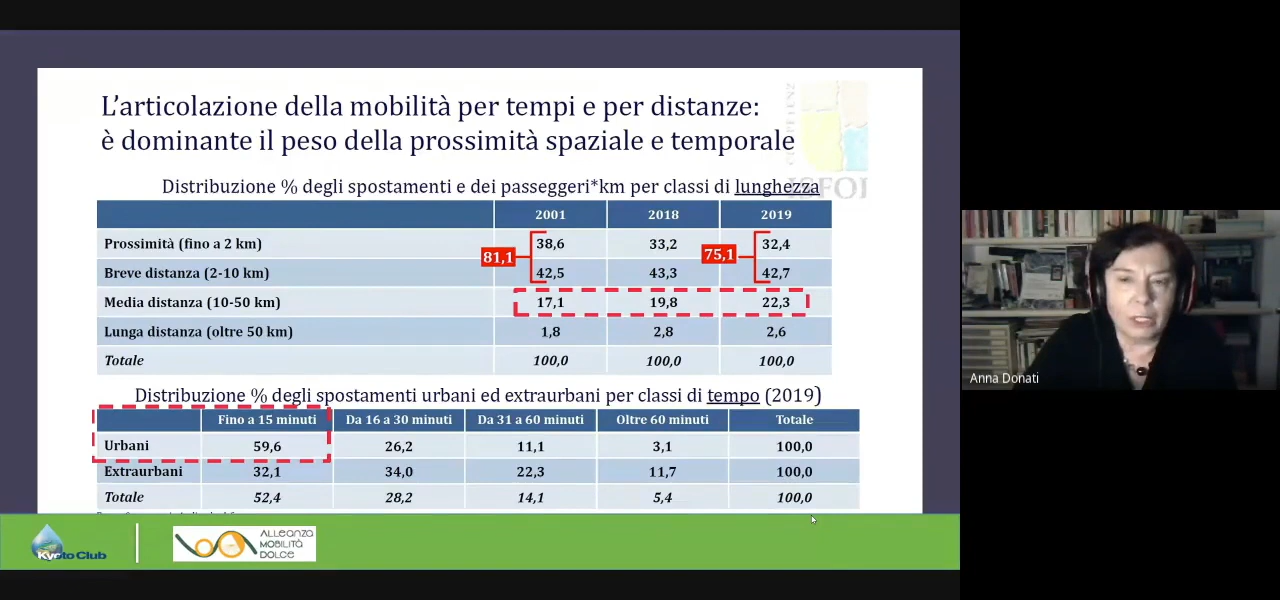 L'articolazione della mobilità per tempi e per distanze:
è dominante il peso della prossimità spaziale e temporale
ISFOR
Distribuzione % degli spostamenti e dei passeggeri*km per classi di lunghezza
2001 2018 2019
Prossimità (fino a 2 km) 38,6 33,2 32,4
81,1 75,1
Breve distanza (2-10 km) 42,5 43,3 42,7
Media distanza (10-50 km) 17,1 19,8 22,3
Lunga distanza (oltre 50 km) 1,8 2,8 2,6
Totale 100,0 100,0 100,0
Distribuzione % degli spostamenti urbani ed extraurbani per classi di tempo (2019)
Fino a 15 minuti Da 16 a 30 minuti Da 31 a 60 minuti Oltre 60 minuti Totale
Urbani 59,6 26,2 11,1 3,1 100,0
Extraurbani 32,1 34,0 22,3 11,7 100,0
Totale 52,4 28,2 14,1 5,4 100,0
Kyoto Club
ALLEANZA
MOBILITÀ
DOLCE
Anna Donati